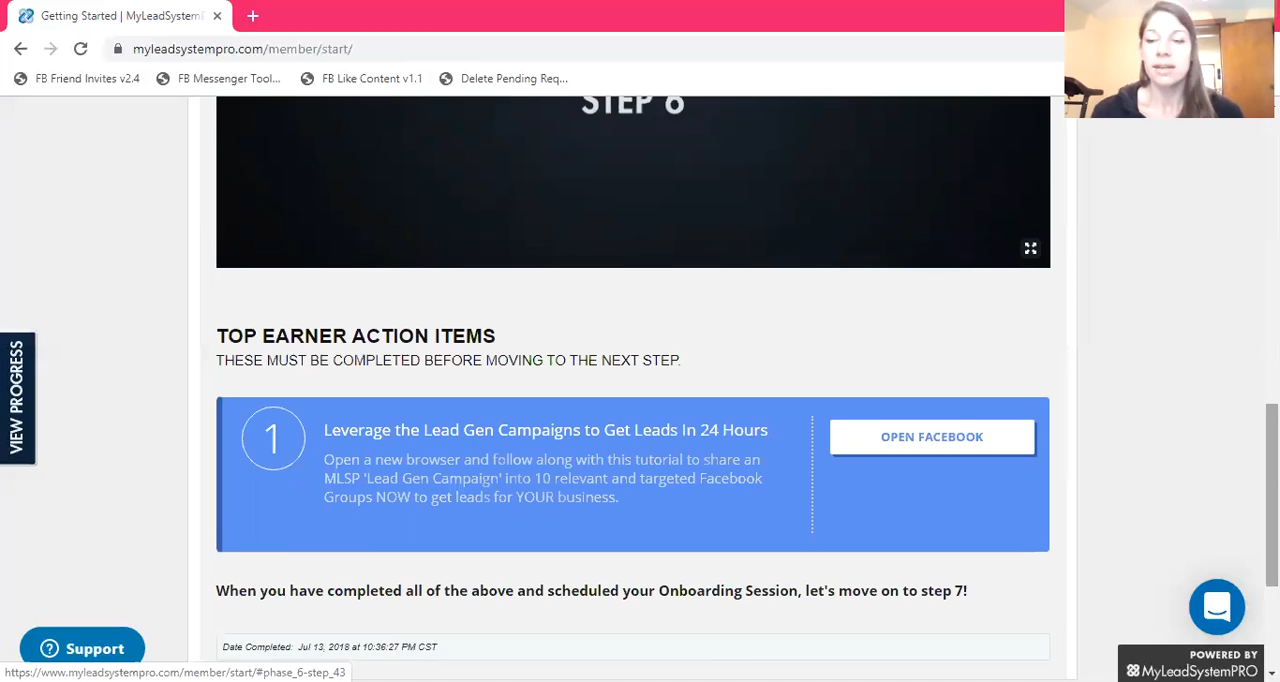 Getting Started | MyLeadSystemF
myleadsystempro.com/member/start/
FB Friend Invites v2.4
FB Messenger Tool...
FB Like Content v1.1
Delete Pending Req...
STEP 6
VIEW PROGRESS
TOP EARNER ACTION ITEMS
THESE MUST BE COMPLETED BEFORE MOVING TO THE NEXT STEP.
1
Leverage the Lead Gen Campaigns to Get Leads In 24 Hours
Open a new browser and follow along with this tutorial to share an
MLSP 'Lead Gen Campaign' into 10 relevant and targeted Facebook
Groups NOW to get leads for YOUR business.
OPEN FACEBOOK
When you have completed all of the above and scheduled your Onboarding Session, let's move on to step 7!
Date Completed: Jul 13, 2018 at 10:36:27 PM CST
Support
https://www.myleadsystempro.com/member/start/#phase_6-step_43
POWERED BY
MyLeadSystemPRO